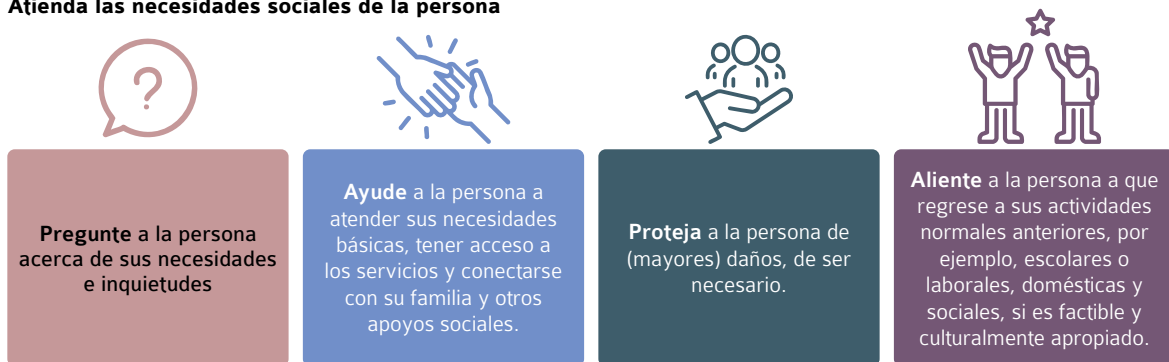 Atienda las necesidades sociales de la persona
?
Pregunte a la persona
acerca de sus necesidades
e inquietudes
Ayude a la persona a
atender sus necesidades
básicas, tener acceso a
los servicios y conectarse
con su familia y otros
apoyos sociales.
Proteja a la persona de
(mayores) daños, de ser
necesario.
Aliente a la persona a que
regrese a sus actividades
normales anteriores, por
ejemplo, escolares o
laborales, domésticas y
sociales, si es factible y
culturalmente apropiado.